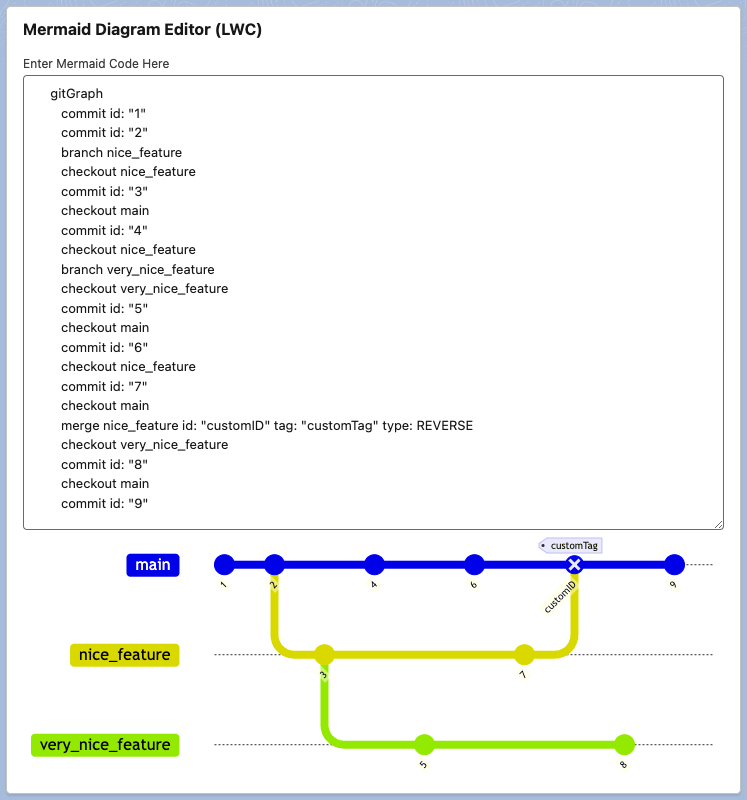 Mermaid Diagram Editor (LWC)
Enter Mermaid Code Here
gitGraph
commit id: "1"
commit id: "2"
branch nice_feature
checkout nice_feature
commit id: "3"
checkout main
commit id: "4"
checkout nice_feature
branch very_nice_feature
checkout very_nice_feature
commit id: "5"
checkout main
commit id: "6"
checkout nice_feature
commit id: "7"
checkout main
merge nice_feature id: "customID" tag: "customTag" type: REVERSE
checkout very_nice_feature
commit id: "8"
checkout main
commit id: "9"
customTag
main
1 2 4 6 customID 9
nice_feature
3 7
very_nice_feature
5 8